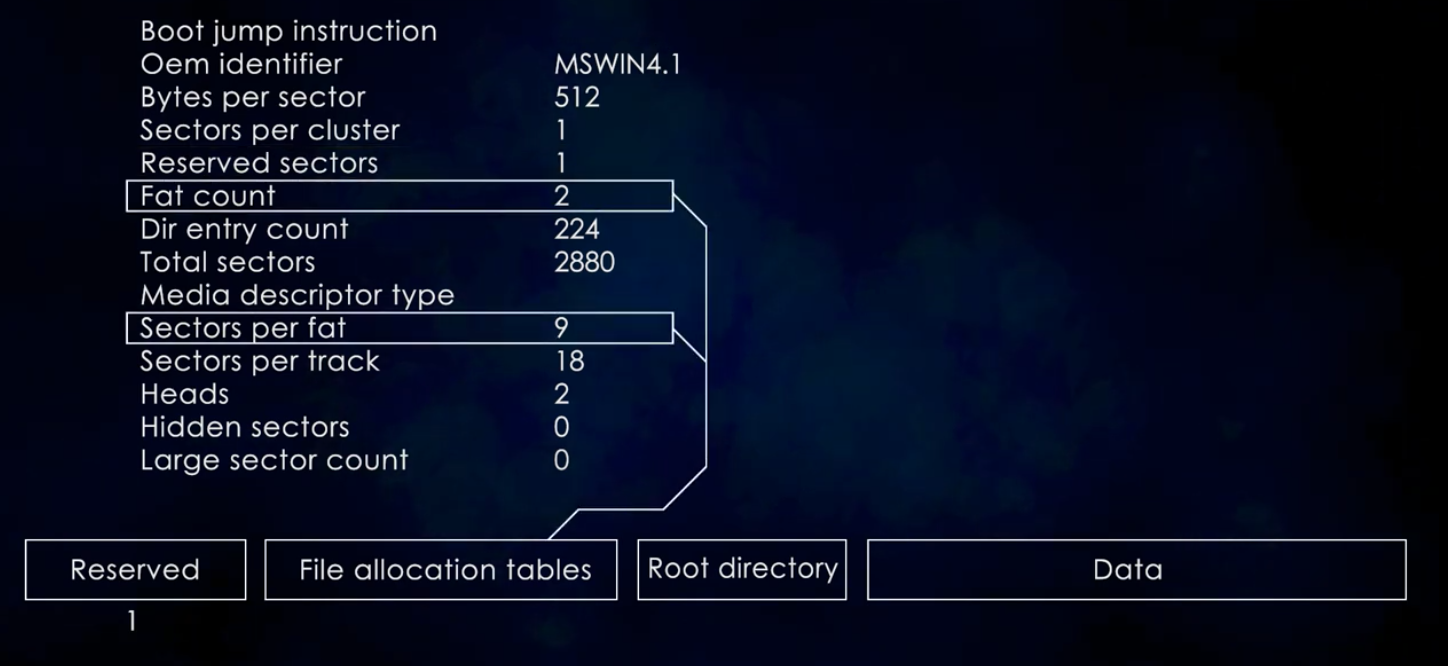 Boot jump instruction
Oem identifier MSWIN4.1
Bytes per sector 512
Sectors per cluster 1
Reserved sectors 1
Fat count 2
Dir entry count 224
Total sectors 2880
Media descriptor type
Sectors per fat 9
Sectors per track 18
Heads 2
Hidden sectors 0
Large sector count 0
Reserved File allocation tables Root directory Data
1